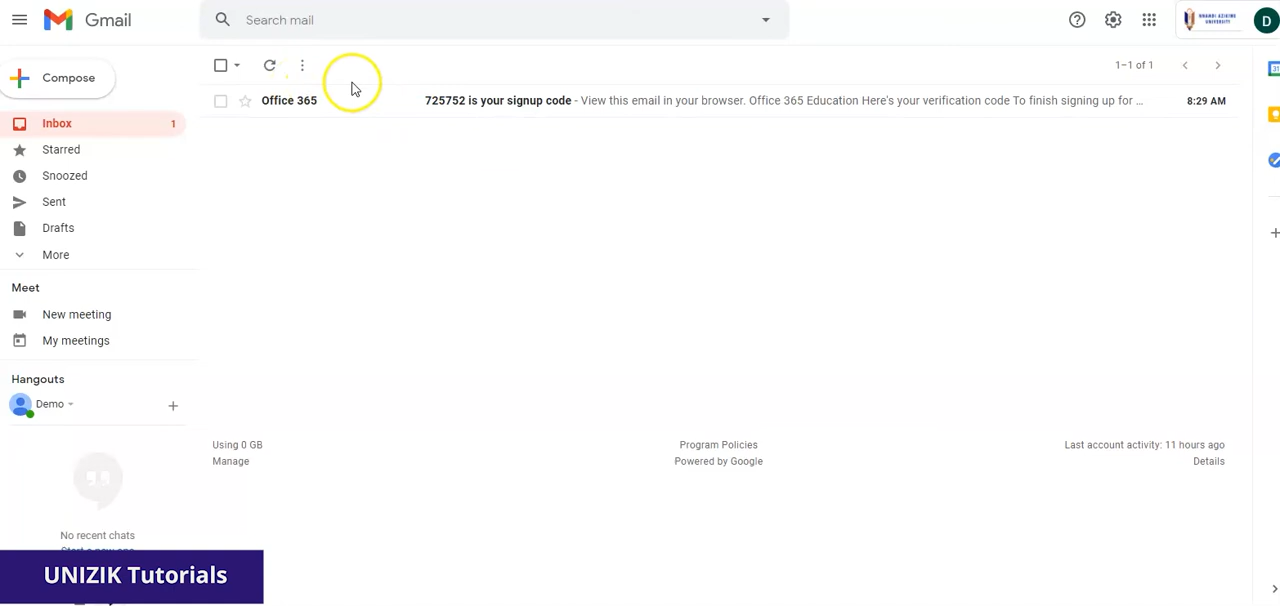 Gmail
Search mail
NNAMDI AZIKIWE
UNIVERSITY
D
Compose
1–1 of 1
Office 365 725752 is your signup code - View this email in your browser. Office 365 Education Here's your verification code To finish signing up for … 8:29 AM
Inbox 1
Starred
Snoozed
Sent
Drafts
More
Meet
New meeting
My meetings
Hangouts
Demo
Using 0 GB
Manage
Program Policies
Powered by Google
Last account activity: 11 hours ago
Details
No recent chats
UNIZIK Tutorials